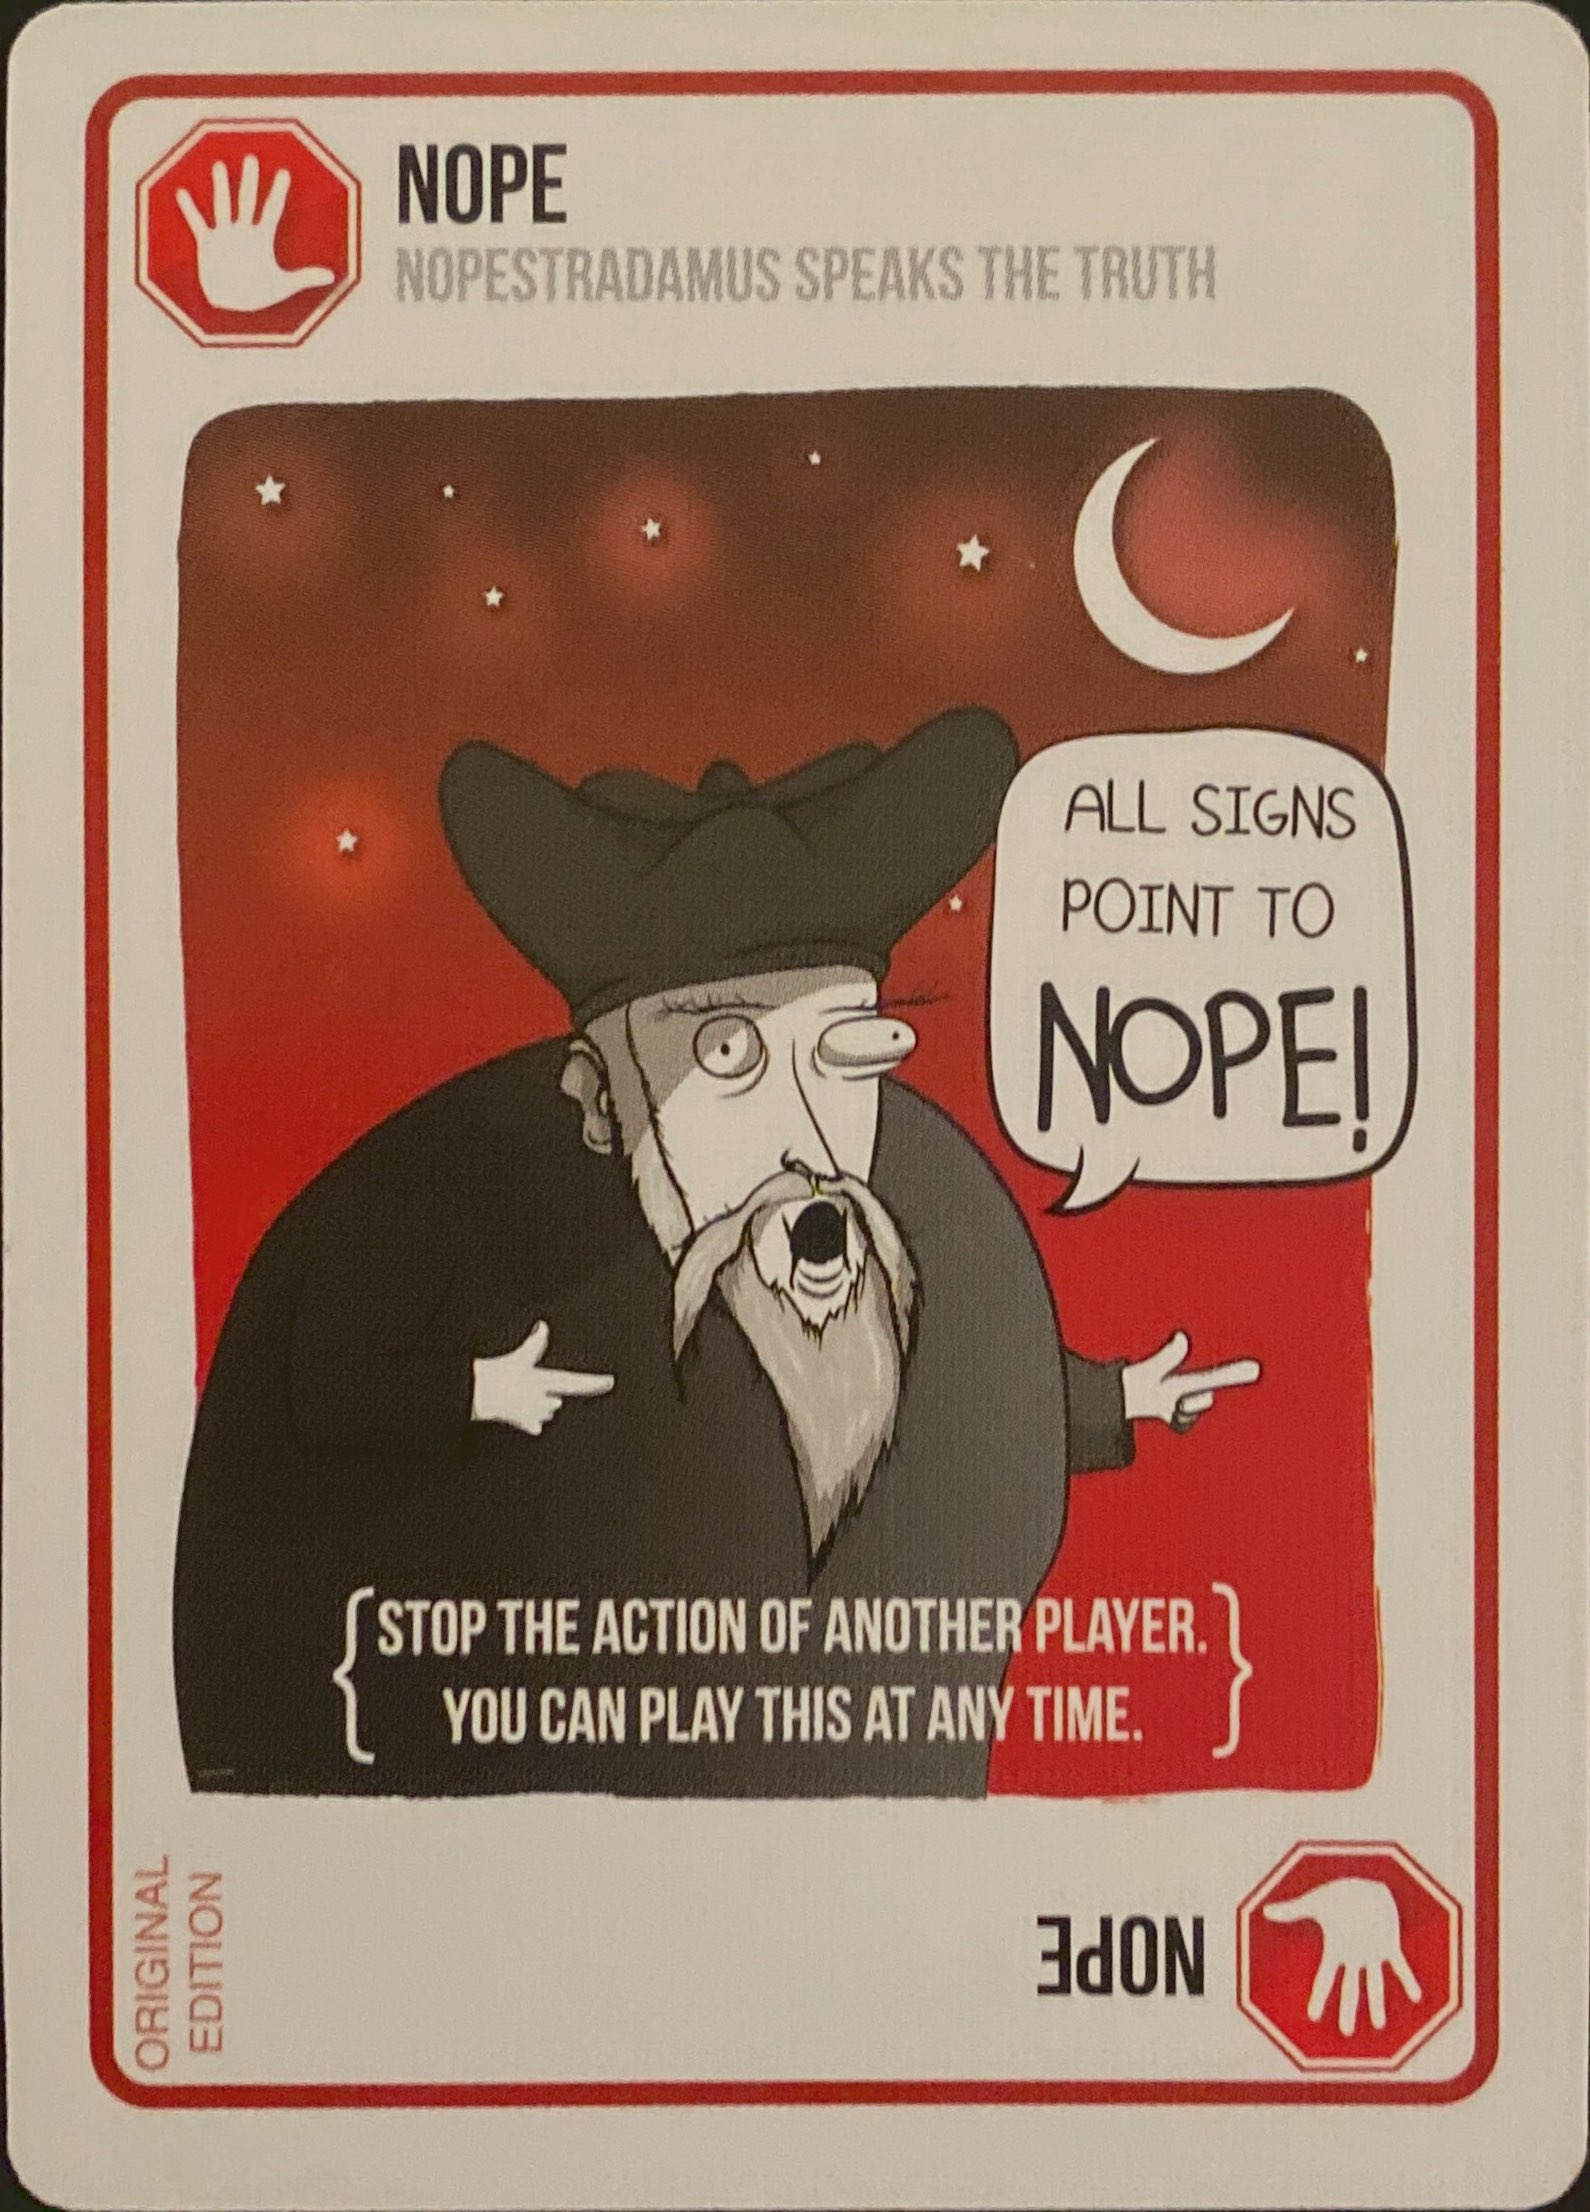 NOPE
NOPESTRADAMUS SPEAKS THE TRUTH
ALL SIGNS
POINT TO
NOPE!
STOP THE ACTION OF ANOTHER PLAYER.
YOU CAN PLAY THIS AT ANY TIME.
ORIGINAL
EDITION
NOPE